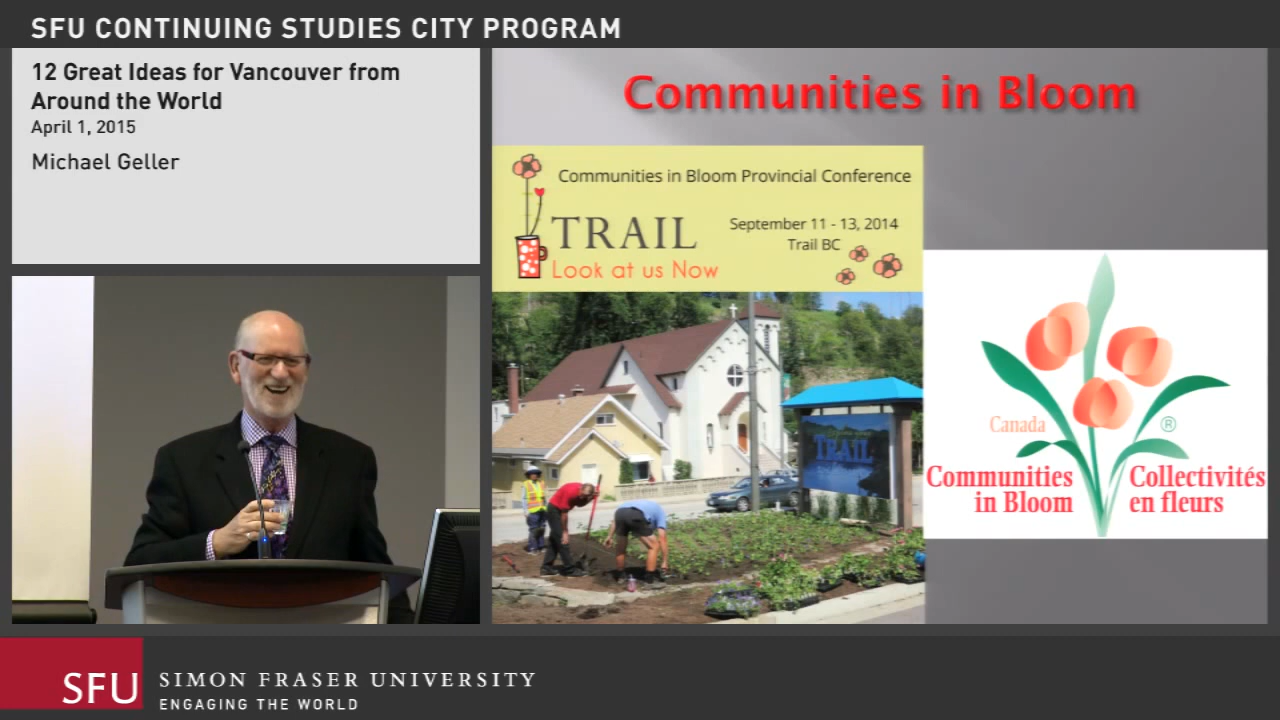 SFU CONTINUING STUDIES CITY PROGRAM
12 Great Ideas for Vancouver from
Around the World
April 1, 2015
Michael Geller
Communities in Bloom
Communities in Bloom Provincial Conference
TRAIL
Look at us Now
September 11 - 13, 2014
Trail BC
TRAIL
Canada
®
Communities
in Bloom
Collectivités
en fleurs
SFU
SIMON FRASER UNIVERSITY
ENGAGING THE WORLD